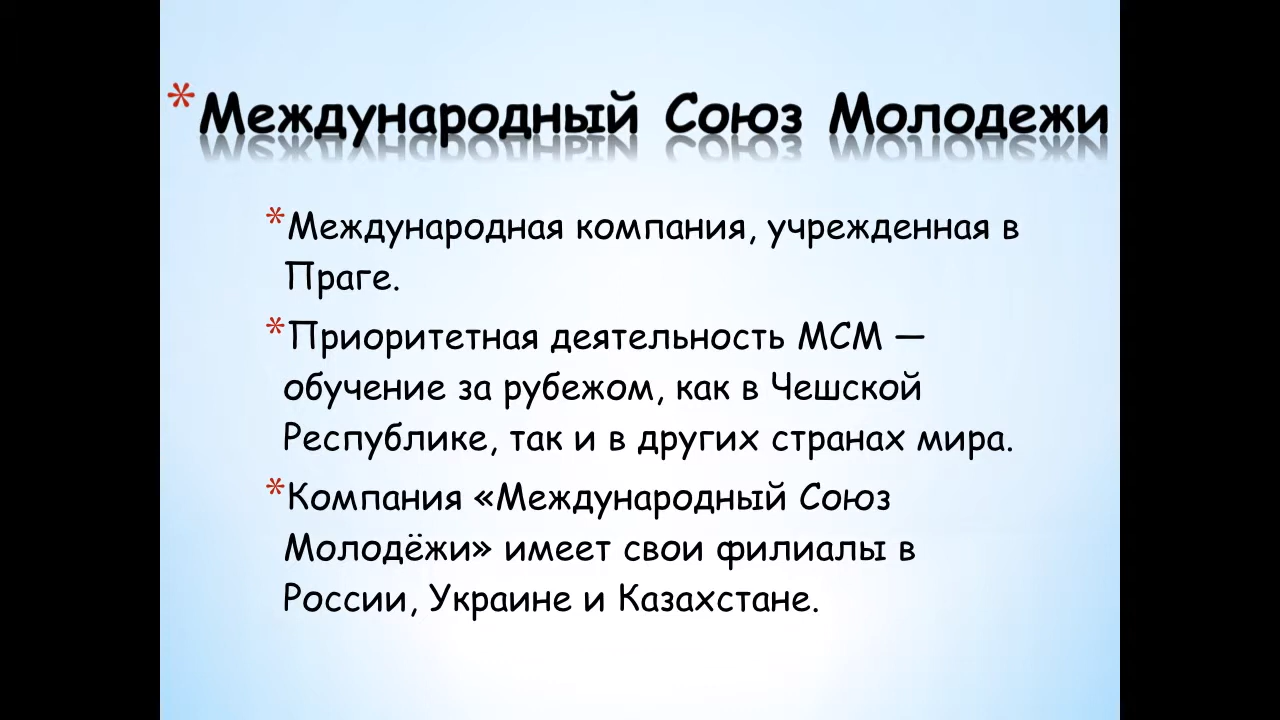 *Международный Союз Молодежи
*Международная компания, учрежденная в
Праге.
*Приоритетная деятельность МСМ —
обучение за рубежом, как в Чешской
Республике, так и в других странах мира.
*Компания «Международный Союз
Молодёжи» имеет свои филиалы в
России, Украине и Казахстане.